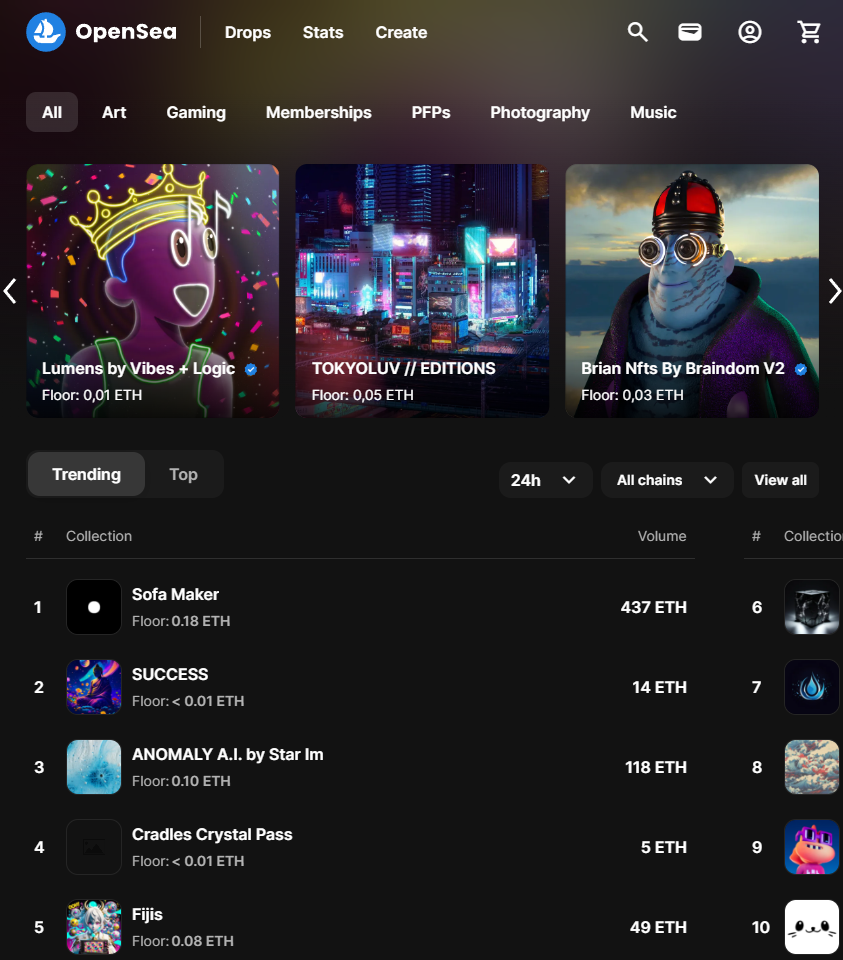 OpenSea
Drops
Stats
Create
All
Art
Gaming
Memberships
PFPs
Photography
Music
Lumens by Vibes + Logic
Floor: 0,01 ETH
TOKYOLUV // EDITIONS
Floor: 0,05 ETH
Brian Nfts By Braindom V2
Floor: 0,03 ETH
Trending
Top
24h
All chains
View all
# Collection Volume
# Collection
1 Sofa Maker 437 ETH
Floor: 0.18 ETH
2 SUCCESS 14 ETH
Floor: < 0.01 ETH
3 ANOMALY A.I. by Star Im 118 ETH
Floor: 0.10 ETH
4 Cradles Crystal Pass 5 ETH
Floor: < 0.01 ETH
5 Fijis 49 ETH
Floor: 0.08 ETH
6
7
8
9
10